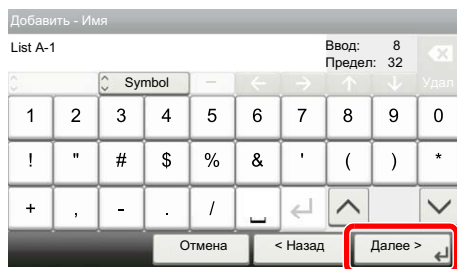 Добавить - Имя
List A-1
Ввод: 8
Предел: 32
Symbol – ← → ↑ ↓ Удал
1 2 3 4 5 6 7 8 9 0
! " # $ % & ' ( ) *
+ , - . / _
Отмена < Назад Далее >